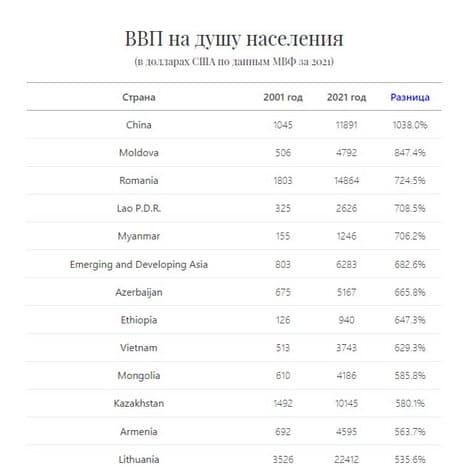 ВВП на душу населения
(в долларах США по данным МВФ за 2021)
Страна 2001 год 2021 год Разница
China 1045 11891 1038.0%
Moldova 506 4792 847.4%
Romania 1803 14864 724.5%
Lao P.D.R. 325 2626 708.5%
Myanmar 155 1246 706.2%
Emerging and Developing Asia 803 6283 682.6%
Azerbaijan 675 5167 665.8%
Ethiopia 126 940 647.3%
Vietnam 513 3743 629.3%
Mongolia 610 4186 585.8%
Kazakhstan 1492 10145 580.1%
Armenia 692 4595 563.7%
Lithuania 3526 22412 535.6%